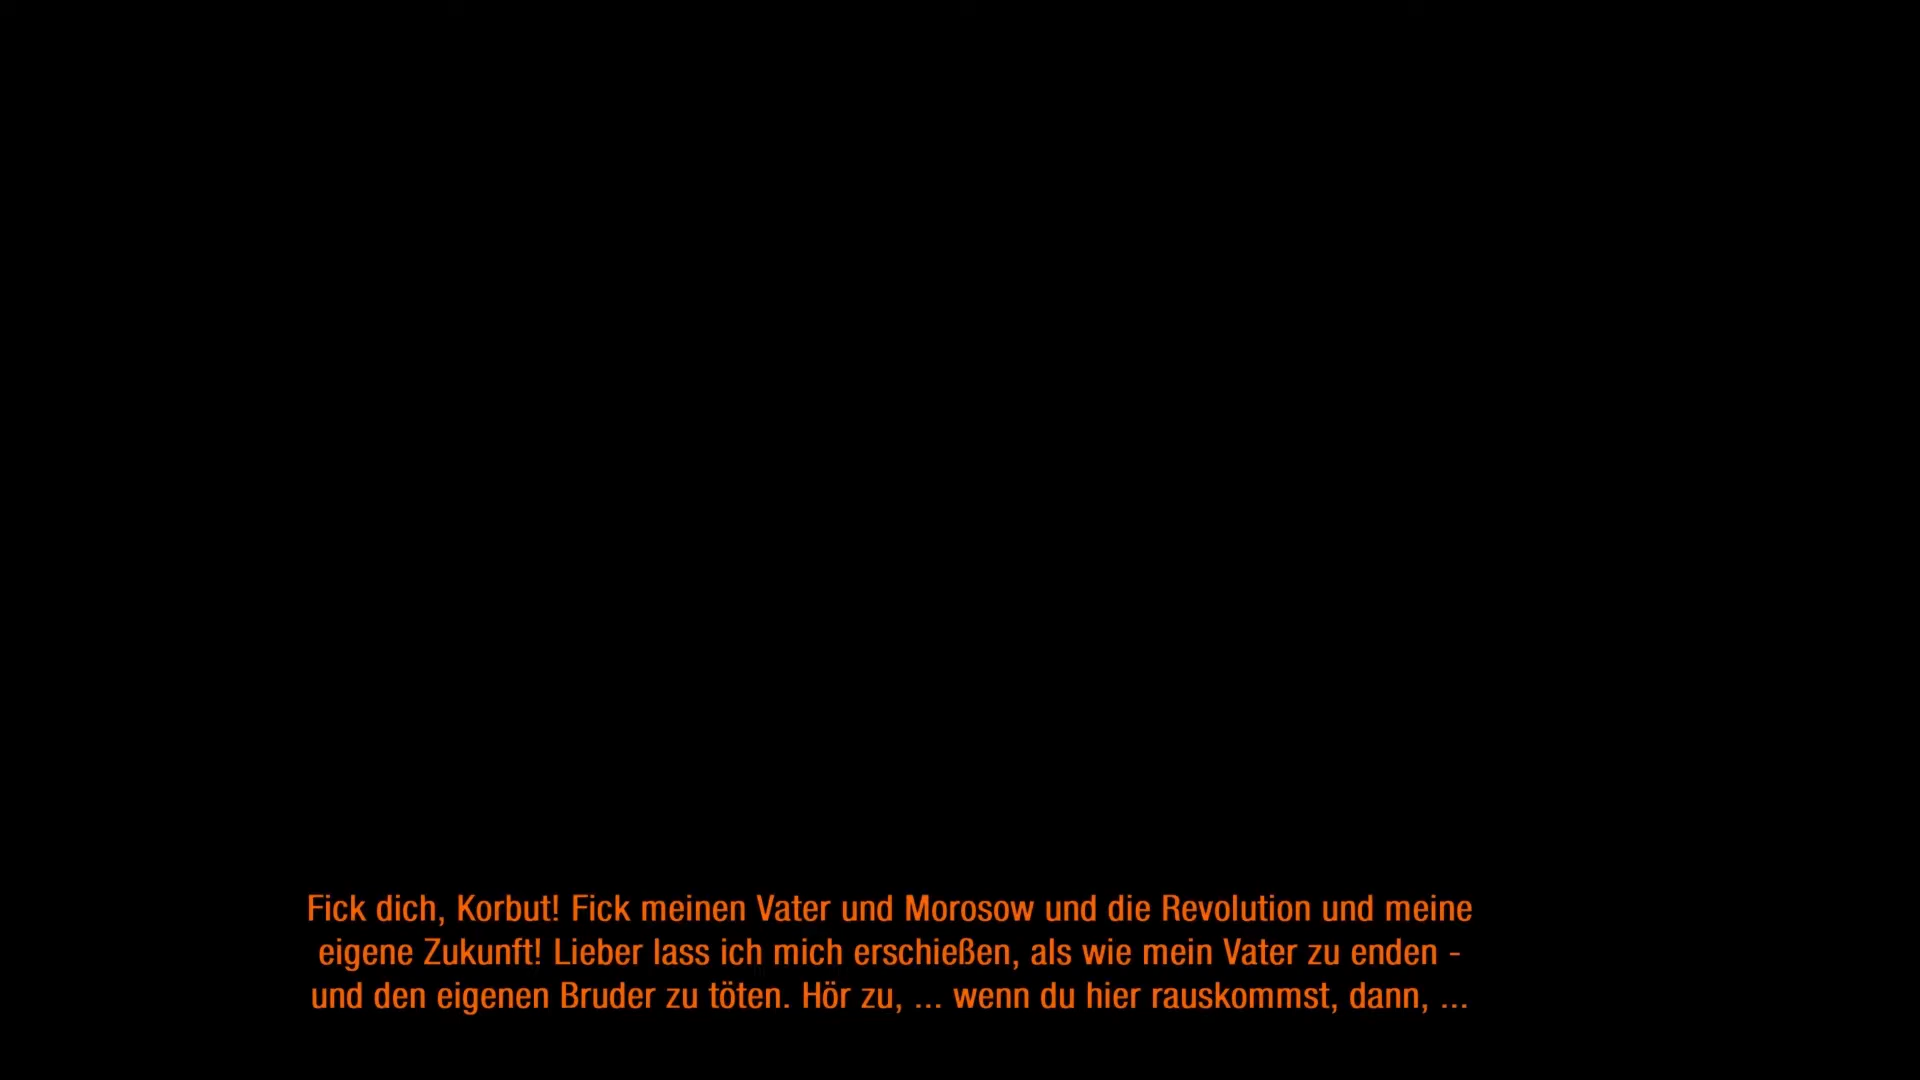 Fick dich, Korbut! Fick meinen Vater und Morosow und die Revolution und meine
eigene Zukunft! Lieber lass ich mich erschießen, als wie mein Vater zu enden -
und den eigenen Bruder zu töten. Hör zu, ... wenn du hier rauskommst, dann, ...